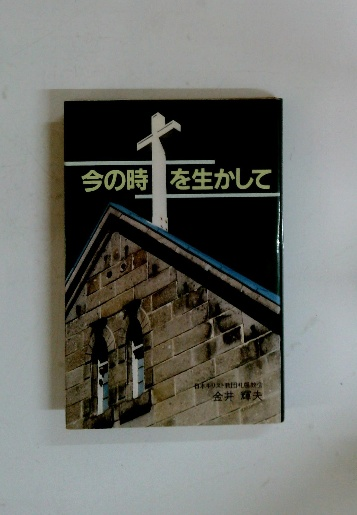 今の時を生かして
金井 輝夫